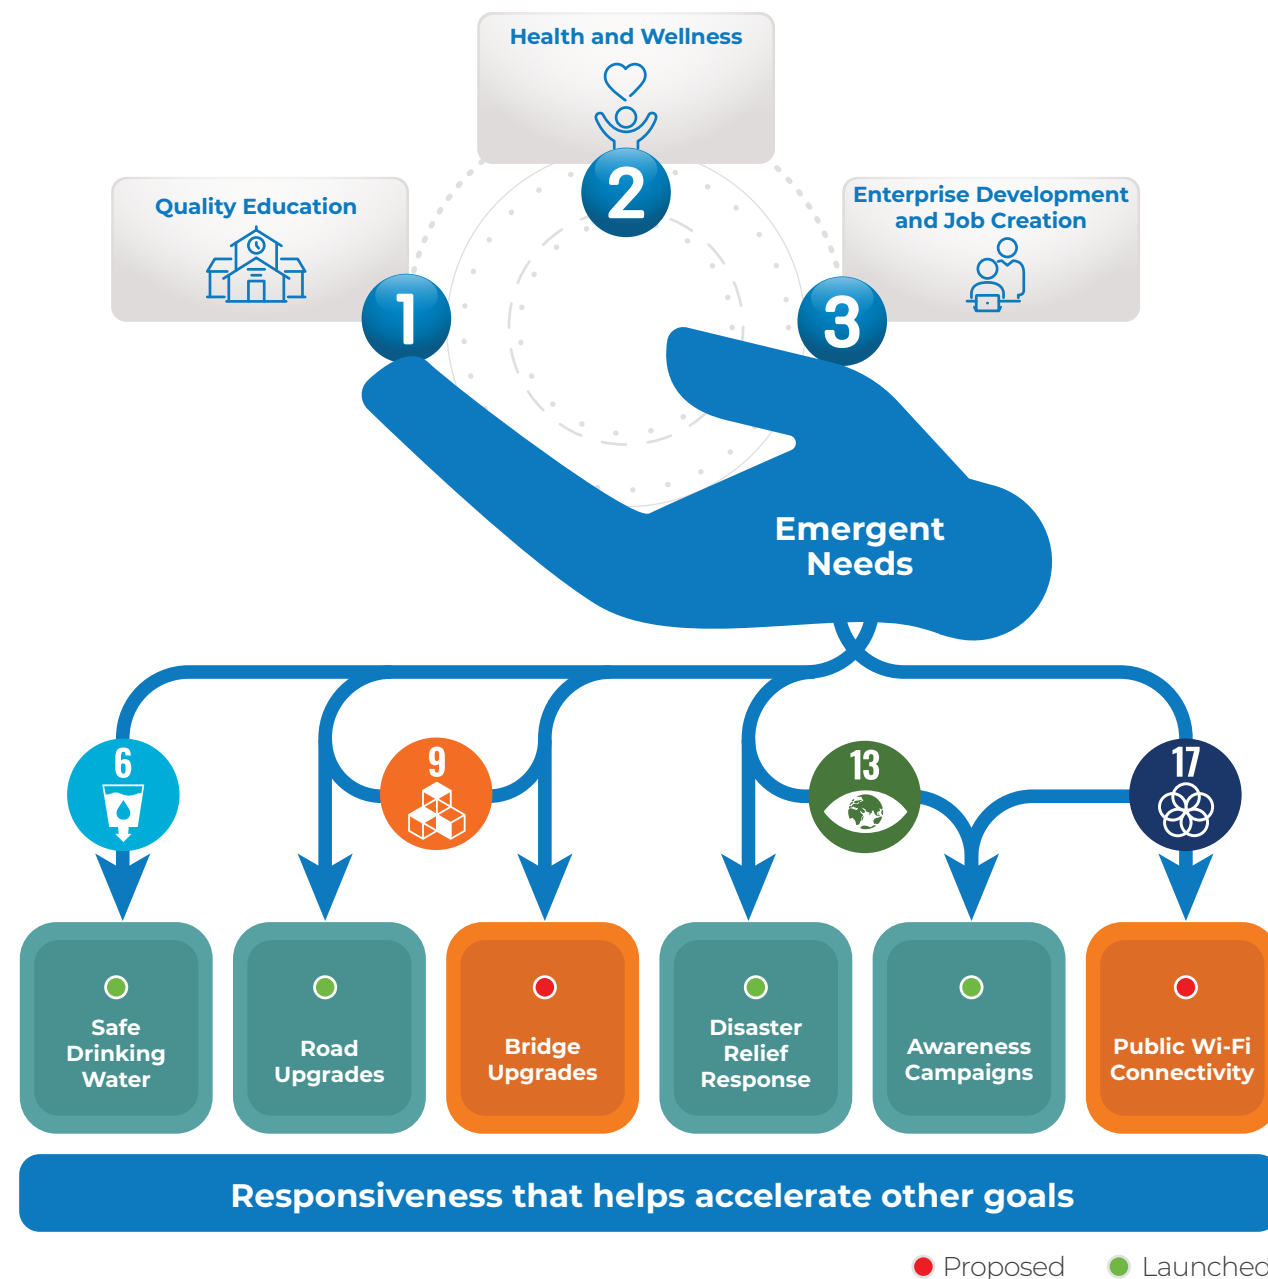 Health and Wellness
2
Quality Education
1
Enterprise Development
and Job Creation
3
Emergent
Needs
6
9
13
17
Safe
Drinking
Water
Road
Upgrades
Bridge
Upgrades
Disaster
Relief
Response
Awareness
Campaigns
Public Wi-Fi
Connectivity
Responsiveness that helps accelerate other goals
Proposed
Launched